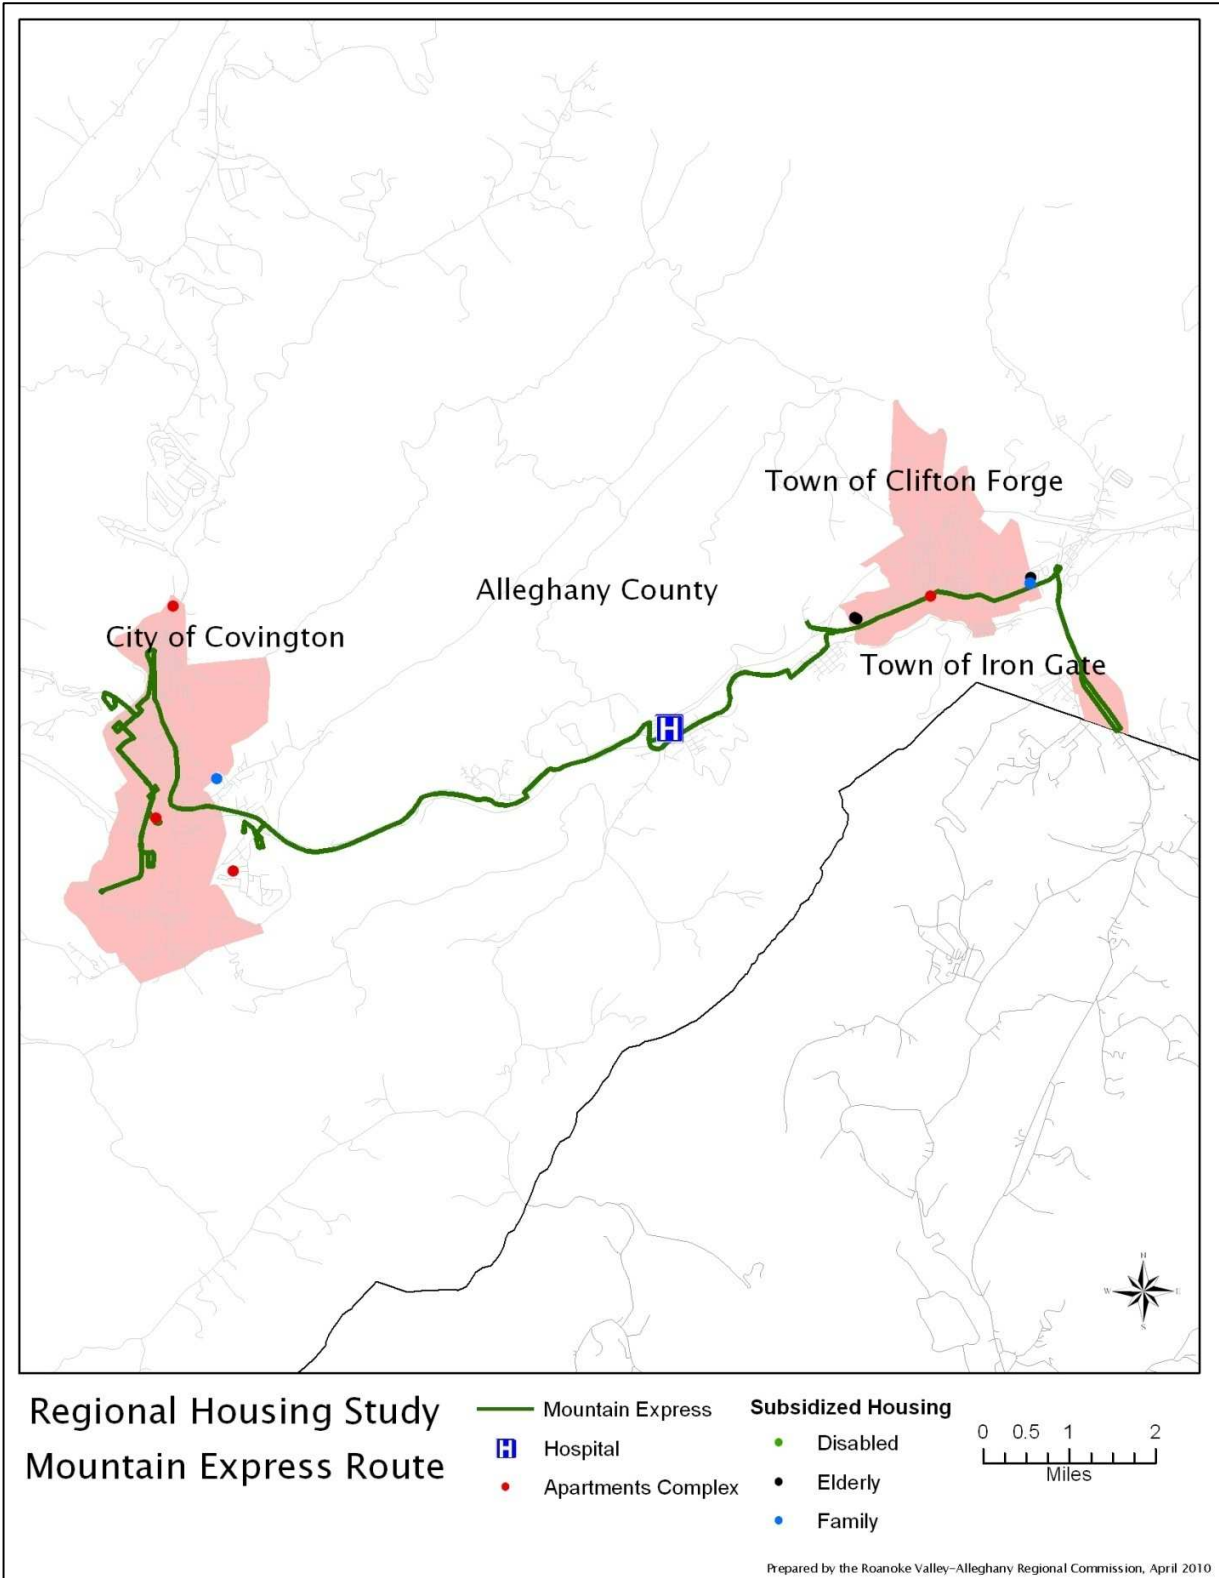 Town of Clifton Forge
Alleghany County
City of Covington
Town of Iron Gate
H
N
W E
S
Regional Housing Study
Mountain Express Route
Mountain Express
H Hospital
Apartments Complex
Subsidized Housing
Disabled
Elderly
Family
0 0.5 1 2
Miles
Prepared by the Roanoke Valley-Alleghany Regional Commission, April 2010